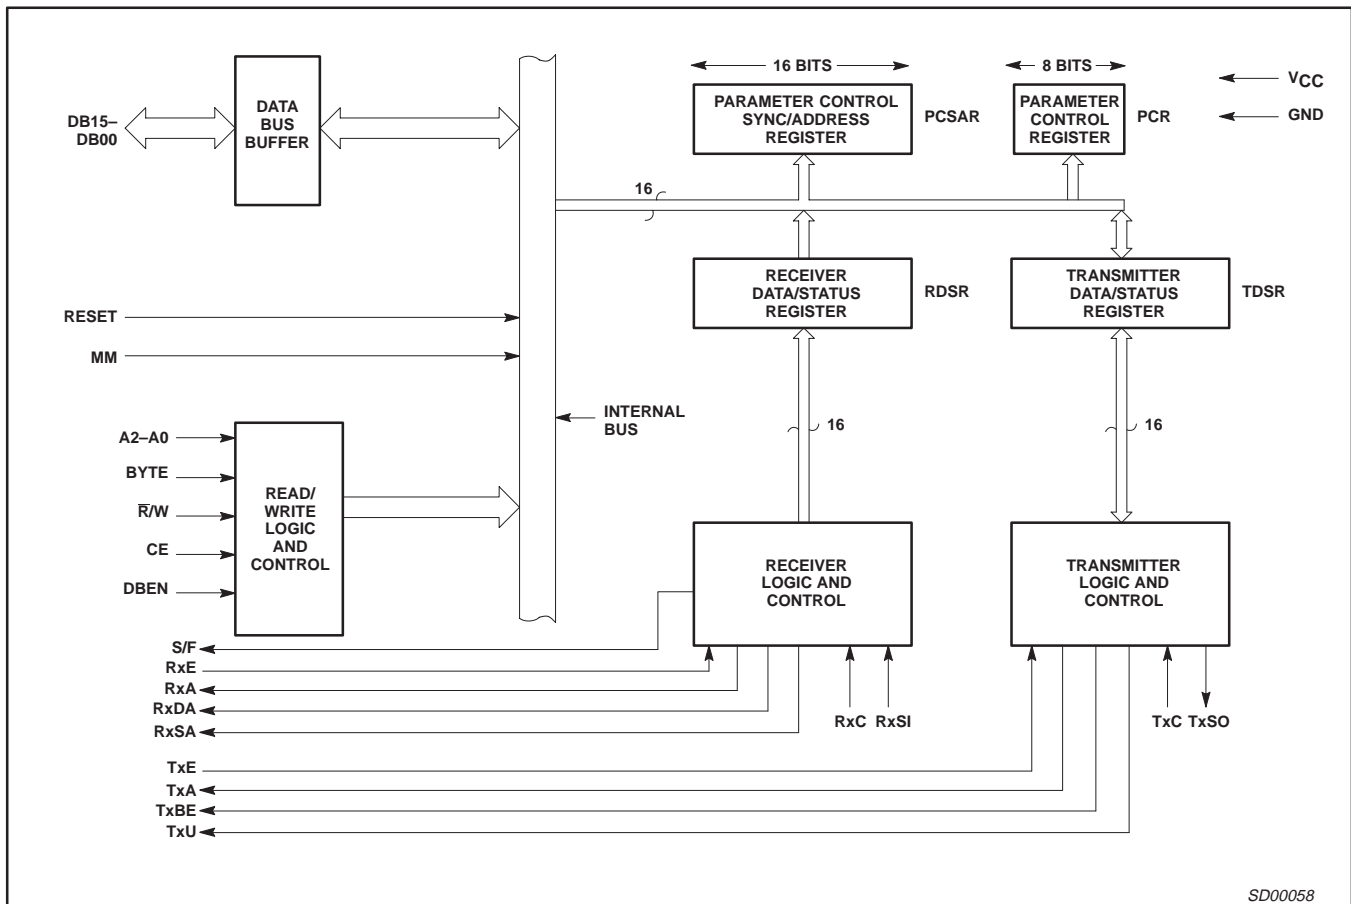 16 BITS
8 BITS
DATA
BUS
BUFFER
DB15–
DB00
PARAMETER CONTROL
SYNC/ADDRESS
REGISTER
PCSAR
PARAMETER
CONTROL
REGISTER
PCR
VCC
GND
16
RECEIVER
DATA/STATUS
REGISTER
RDSR
TRANSMITTER
DATA/STATUS
REGISTER
TDSR
RESET
MM
INTERNAL
BUS
16
16
A2–A0
BYTE
R̅/W
CE
DBEN
READ/
WRITE
LOGIC
AND
CONTROL
RECEIVER
LOGIC AND
CONTROL
TRANSMITTER
LOGIC AND
CONTROL
S/F
RxE
RxA
RxDA
RxSA
RxC RxSI
TxC TxSO
TxE
TxA
TxBE
TxU
SD00058